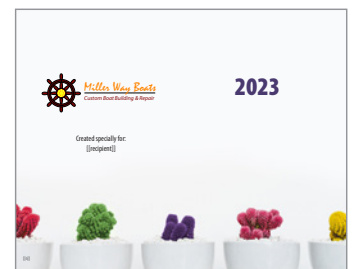 Miller Way Boats
Custom Boat Building & Repair
2023
Created specially for:
[[recipient]]